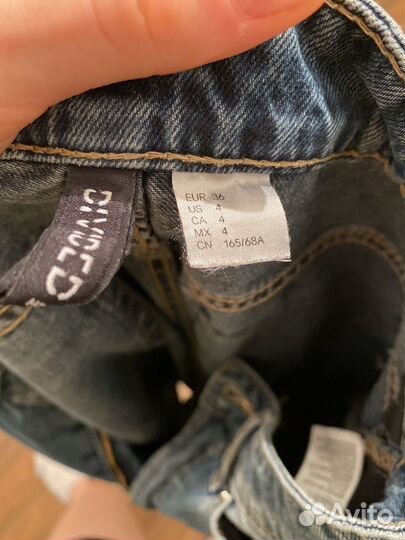 DIVIDED
EUR 36
US 4
CA 4
MX 4
CN 165/68A
Avito